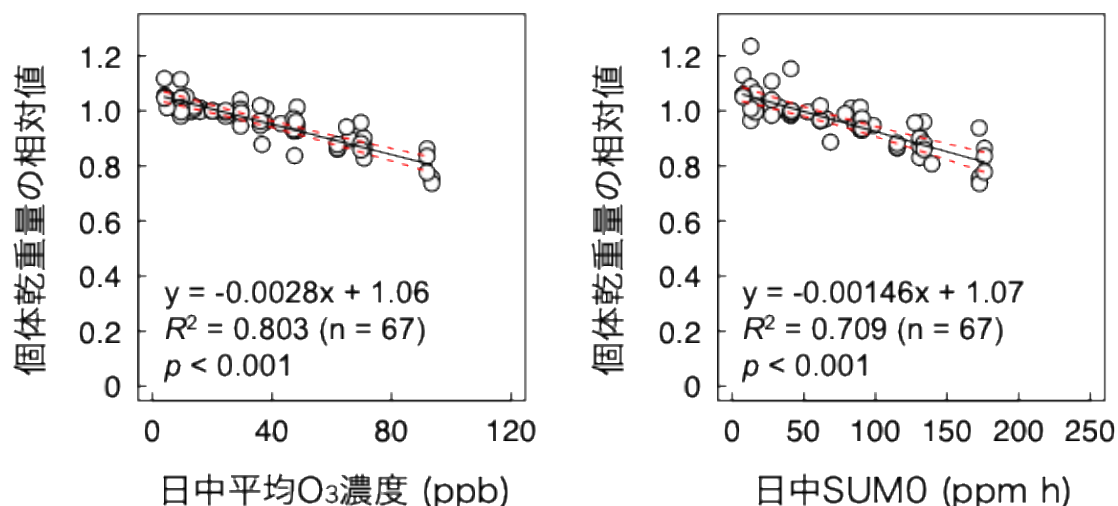 個体乾重量の相対値
1.2
1.0
0.8
0.6
0.4
0.2
0
y = -0.0028x + 1.06
R² = 0.803 (n = 67)
p < 0.001
0 40 80 120
日中平均O₃濃度 (ppb)
個体乾重量の相対値
1.2
1.0
0.8
0.6
0.4
0.2
0
y = -0.00146x + 1.07
R² = 0.709 (n = 67)
p < 0.001
0 50 100 150 200 250
日中SUM0 (ppm h)